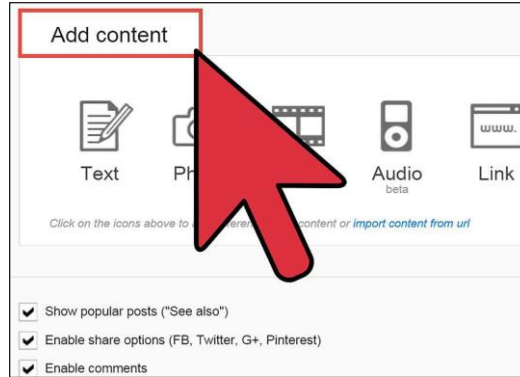 Add content
www.
Text Ph Audio Link
beta
Click on the icons above to content or import content from url
Show popular posts ("See also")
Enable share options (FB, Twitter, G+, Pinterest)
Enable comments